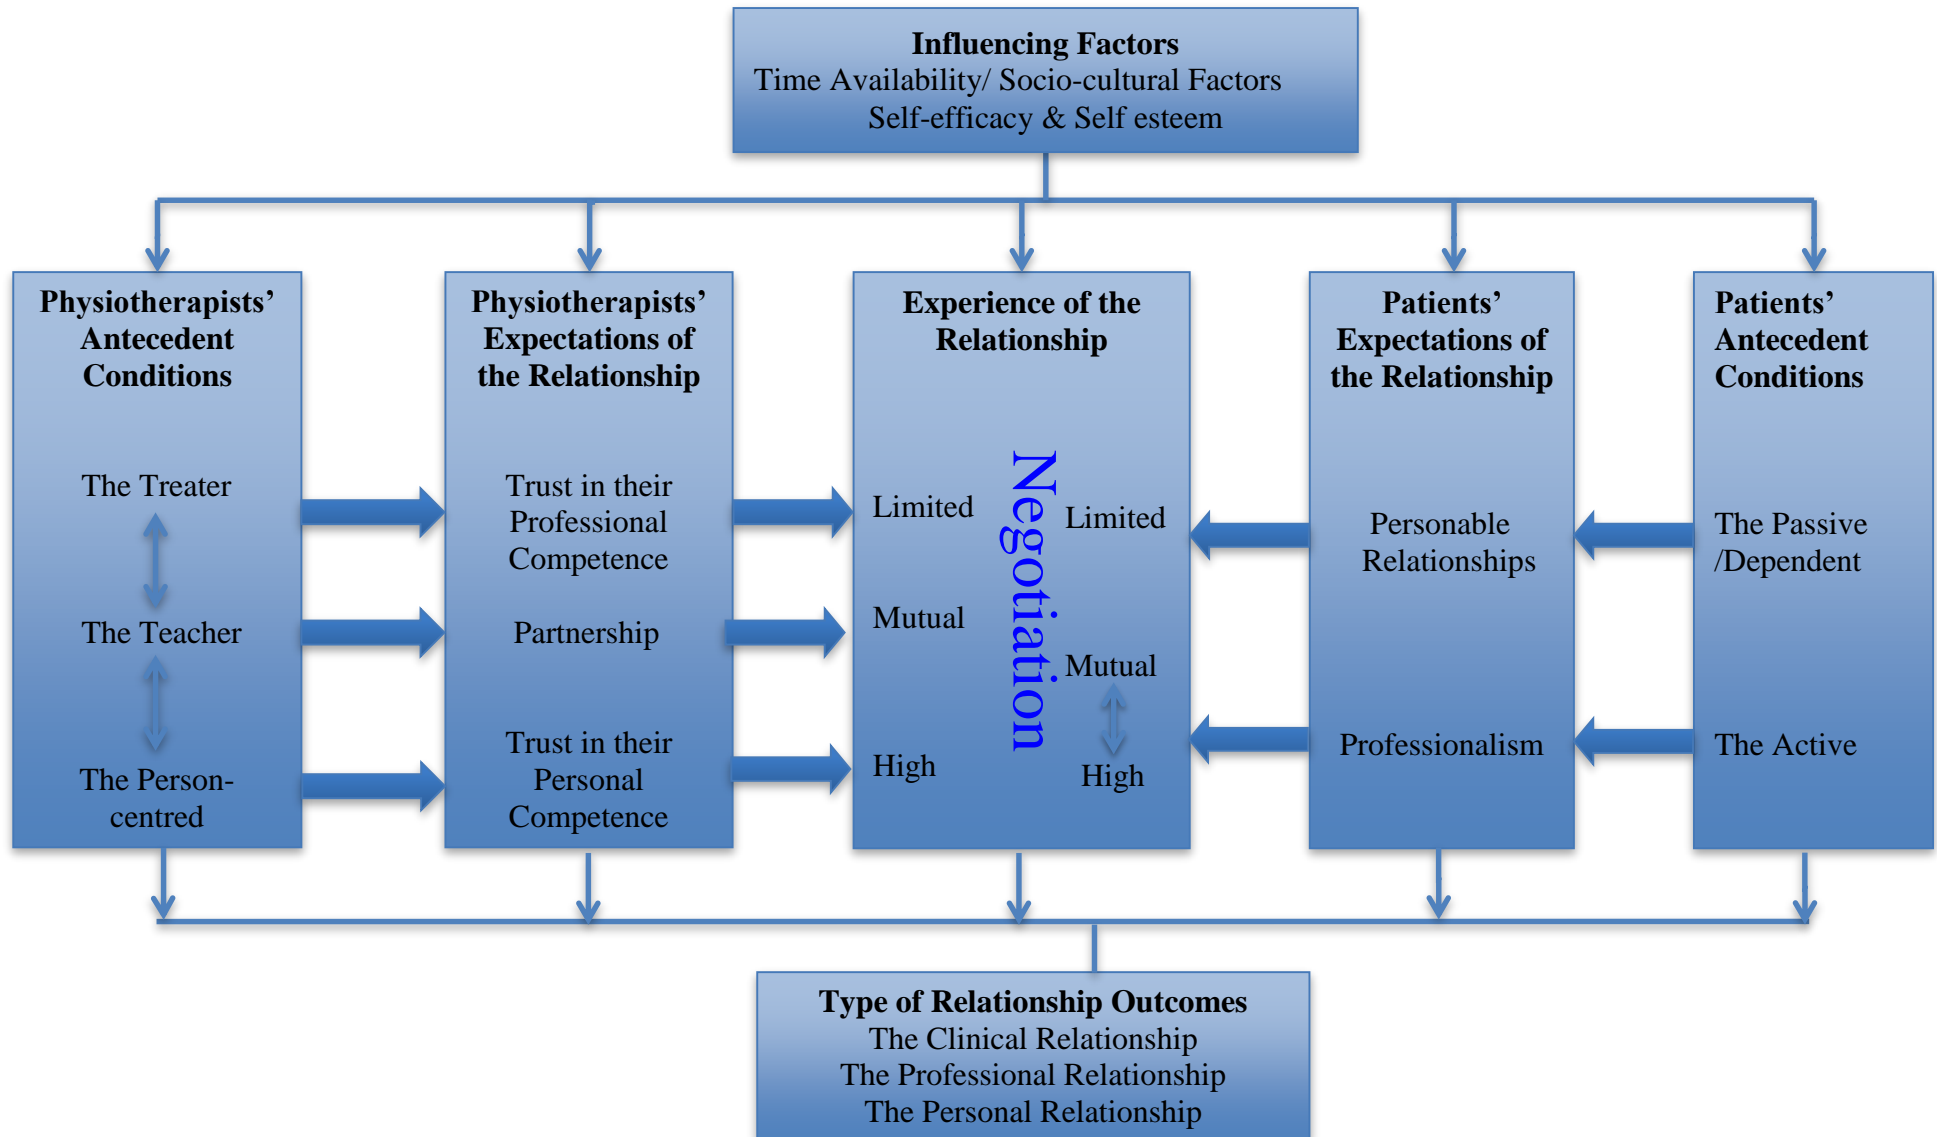 Influencing Factors
Time Availability/ Socio-cultural Factors
Self-efficacy & Self esteem
Physiotherapists’
Antecedent
Conditions
The Treater
The Teacher
The Person-
centred
Physiotherapists’
Expectations of
the Relationship
Trust in their
Professional
Competence
Partnership
Trust in their
Personal
Competence
Experience of the
Relationship
Limited
Mutual
High
Negotiation
Limited
Mutual
High
Patients’
Expectations of
the Relationship
Personable
Relationships
Professionalism
Patients’
Antecedent
Conditions
The Passive
/Dependent
The Active
Type of Relationship Outcomes
The Clinical Relationship
The Professional Relationship
The Personal Relationship